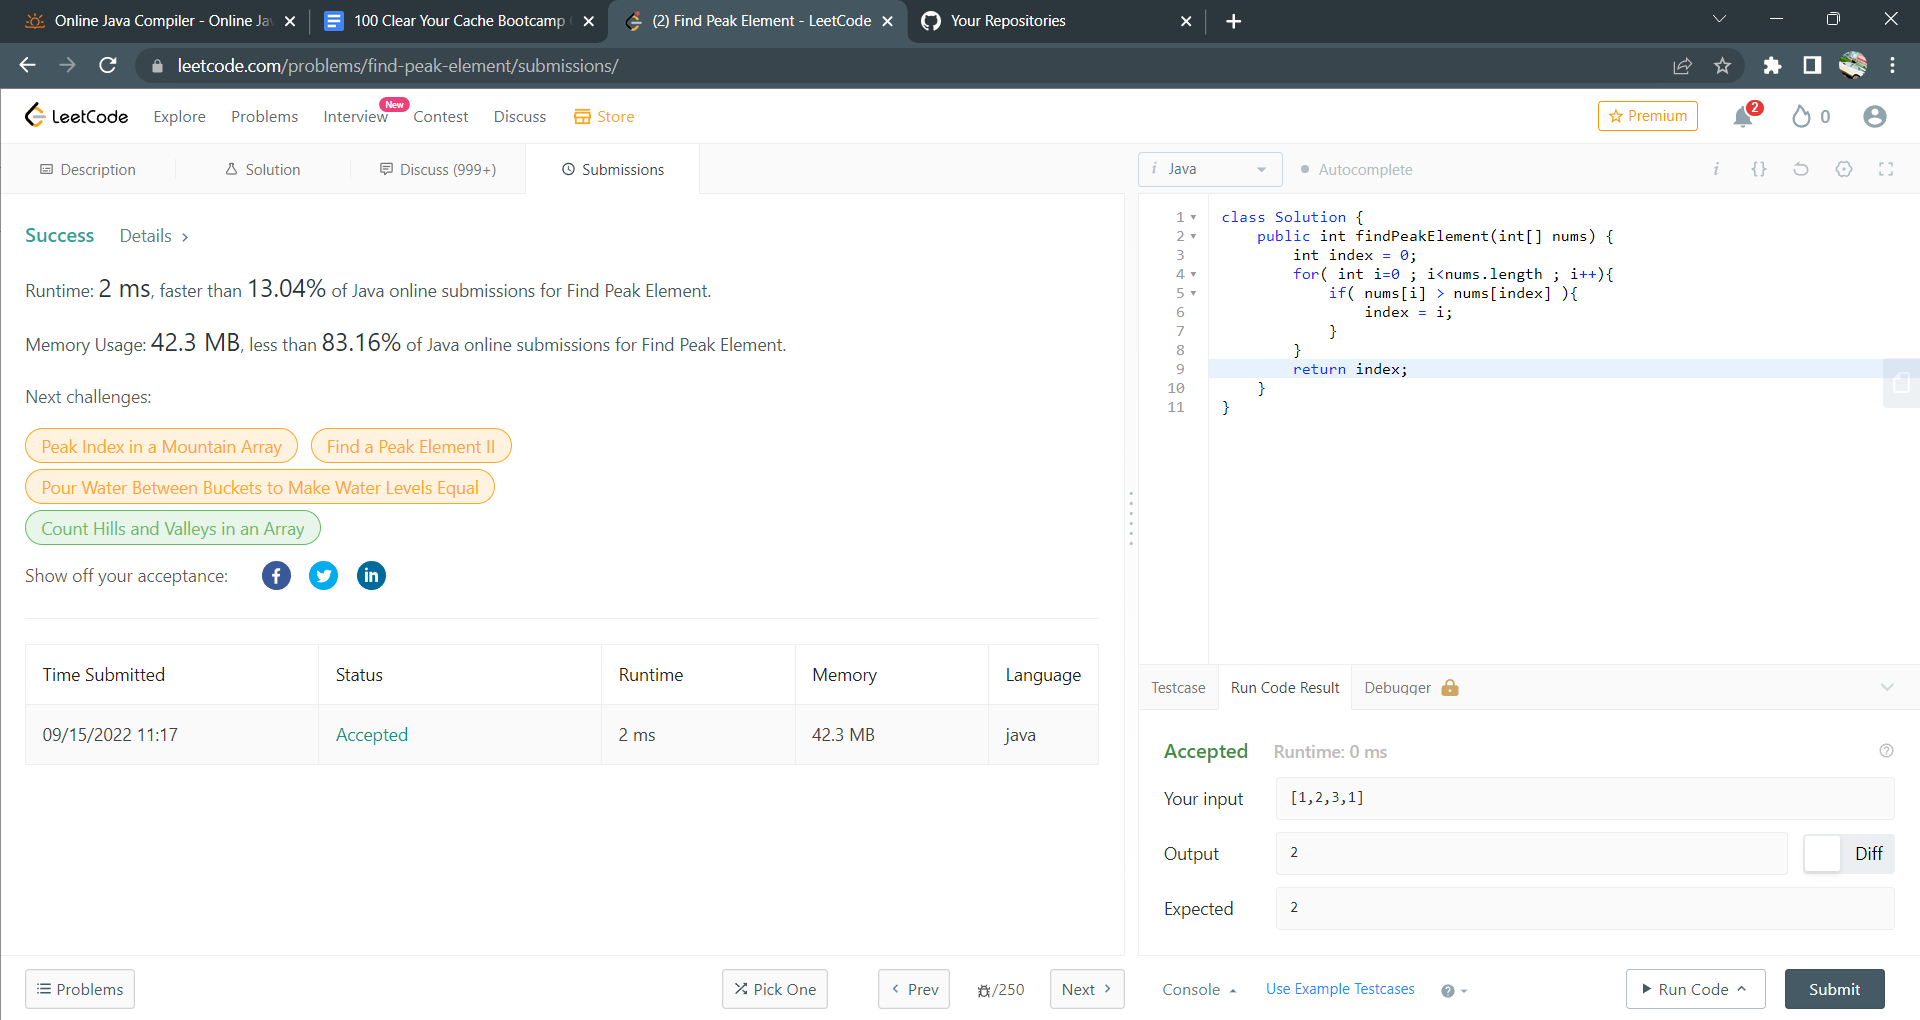 Online Java Compiler - Online Ja
100 Clear Your Cache Bootcamp
(2) Find Peak Element - LeetCode
Your Repositories
leetcode.com/problems/find-peak-element/submissions/
LeetCode
Explore
Problems
Interview
New
Contest
Discuss
Store
Premium
2
0
Description
Solution
Discuss (999+)
Submissions
i Java
Autocomplete
i
{}
Success
Details >
Runtime: 2 ms, faster than 13.04% of Java online submissions for Find Peak Element.
Memory Usage: 42.3 MB, less than 83.16% of Java online submissions for Find Peak Element.
Next challenges:
Peak Index in a Mountain Array
Find a Peak Element II
Pour Water Between Buckets to Make Water Levels Equal
Count Hills and Valleys in an Array
Show off your acceptance:
f
in
Time Submitted
Status
Runtime
Memory
Language
09/15/2022 11:17
Accepted
2 ms
42.3 MB
java
1 class Solution {
2 public int findPeakElement(int[] nums) {
3 int index = 0;
4 for( int i=0 ; i<nums.length ; i++){
5 if( nums[i] > nums[index] ){
6 index = i;
7 }
8 }
9 return index;
10 }
11 }
Testcase
Run Code Result
Debugger
Accepted
Runtime: 0 ms
?
Your input
[1,2,3,1]
Output
2
Diff
Expected
2
Problems
Pick One
< Prev
/250
Next >
Console
Use Example Testcases
?
Run Code
Submit